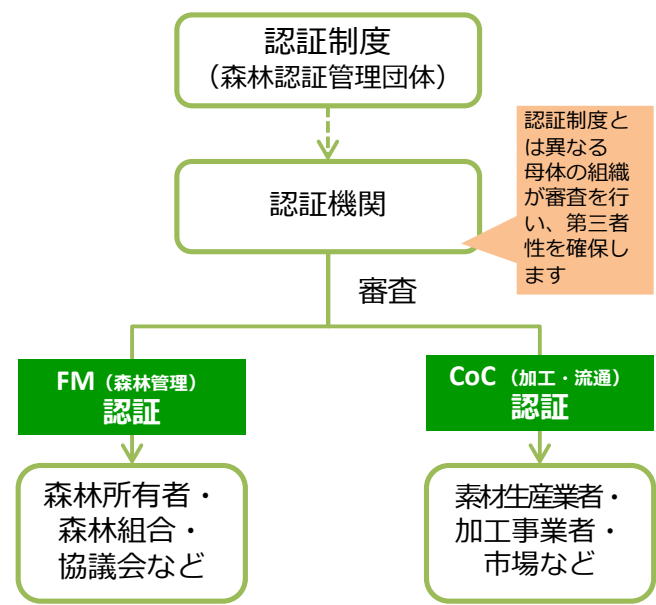 認証制度
（森林認証管理団体）
認証制度と
は異なる
母体の組織
が審査を行
い、第三者
性を確保し
ます
認証機関
審査
FM（森林管理）
認証
CoC（加工・流通）
認証
森林所有者・
森林組合・
協議会など
素材生産業者・
加工事業者・
市場など